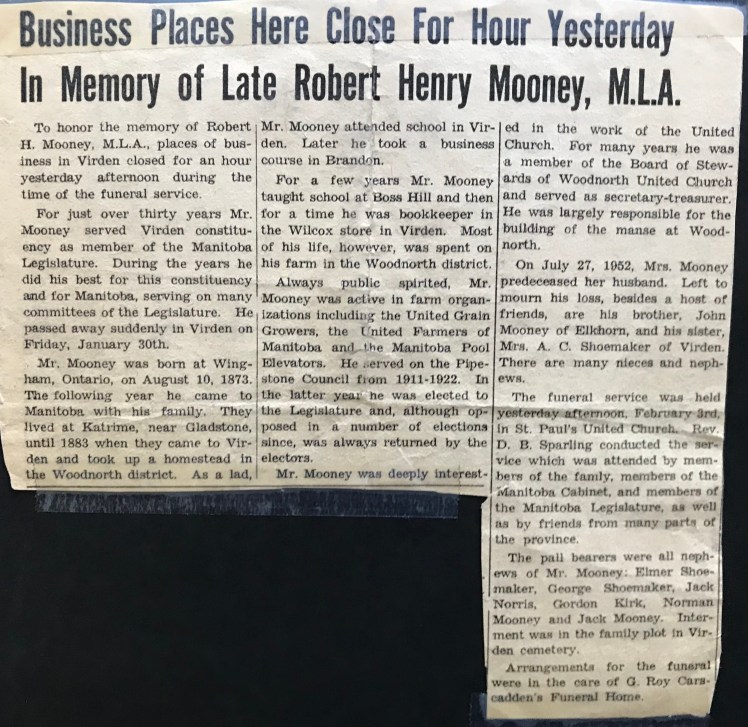 Business Places Here Close For Hour Yesterday
In Memory of Late Robert Henry Mooney, M.L.A.
To honor the memory of Robert
H. Mooney, M.L.A., places of bus-
iness in Virden closed for an hour
yesterday afternoon during the
time of the funeral service.
For just over thirty years Mr.
Mooney served Virden constitu-
ency as member of the Manitoba
Legislature. During the years he
did his best for this constituency
and for Manitoba, serving on many
committees of the Legislature. He
passed away suddenly in Virden on
Friday, January 30th.
Mr. Mooney was born at Wing-
ham, Ontario, on August 10, 1873.
The following year he came to
Manitoba with his family. They
lived at Katrime, near Gladstone,
until 1883 when they came to Vir-
den and took up a homestead in
the Woodnorth district. As a lad,
Mr. Mooney attended school in Vir-
den. Later he took a business
course in Brandon.
For a few years Mr. Mooney
taught school at Boss Hill and then
for a time he was bookkeeper in
the Wilcox store in Virden. Most
of his life, however, was spent on
his farm in the Woodnorth district.
Always public spirited, Mr.
Mooney was active in farm organ-
izations including the United Grain
Growers, the United Farmers of
Manitoba and the Manitoba Pool
Elevators. He served on the Pipe-
stone Council from 1911-1922. In
the latter year he was elected to
the Legislature and, although op-
posed in a number of elections
since, was always returned by the
electors.
Mr. Mooney was deeply interest-
ed in the work of the United
Church. For many years he was
a member of the Board of Stew-
ards of Woodnorth United Church
and served as secretary-treasurer.
He was largely responsible for the
building of the manse at Wood-
north.
On July 27, 1952, Mrs. Mooney
predeceased her husband. Left to
mourn his loss, besides a host of
friends, are his brother, John
Mooney of Elkhorn, and his sister,
Mrs. A. C. Shoemaker of Virden.
There are many nieces and neph-
ews.
The funeral service was held
yesterday afternoon, February 3rd,
in St. Paul's United Church. Rev.
D. B. Sparling conducted the ser-
vice which was attended by mem-
bers of the family, members of the
Manitoba Cabinet, and members of
the Manitoba Legislature, as well
as by friends from many parts of
the province.
The pall bearers were all neph-
ews of Mr. Mooney: Elmer Shoe-
maker, George Shoemaker, Jack
Norris, Gordon Kirk, Norman
Mooney and Jack Mooney. Inter-
ment was in the family plot in Vir-
den cemetery.
Arrangements for the funeral
were in the care of G. Roy Cars-
cadden's Funeral Home.